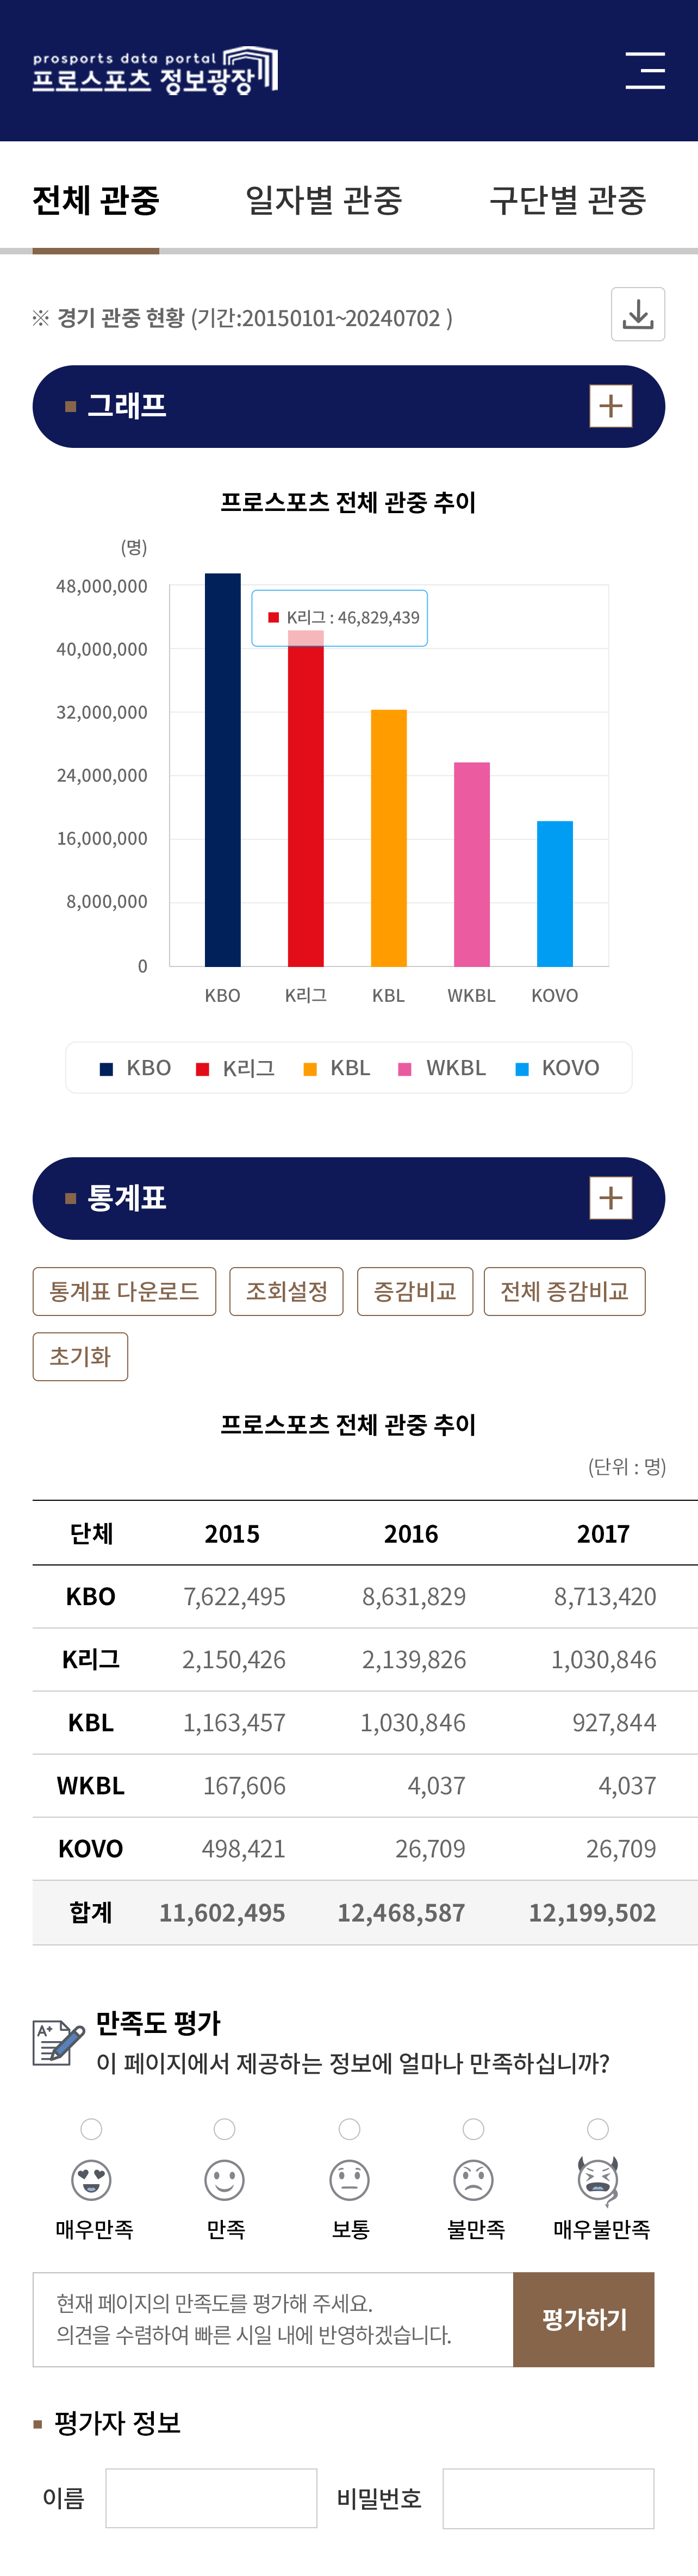 prosports data portal
프로스포츠 정보광장
전체 관중 일자별 관중 구단별 관중
※ 경기 관중 현황 (기간:20150101~20240702 )
그래프
프로스포츠 전체 관중 추이
(명)
48,000,000
K리그 : 46,829,439
40,000,000
32,000,000
24,000,000
16,000,000
8,000,000
0
KBO K리그 KBL WKBL KOVO
KBO K리그 KBL WKBL KOVO
통계표
통계표 다운로드 조회설정 증감비교 전체 증감비교
초기화
프로스포츠 전체 관중 추이
(단위 : 명)
단체 2015 2016 2017
KBO 7,622,495 8,631,829 8,713,420
K리그 2,150,426 2,139,826 1,030,846
KBL 1,163,457 1,030,846 927,844
WKBL 167,606 4,037 4,037
KOVO 498,421 26,709 26,709
합계 11,602,495 12,468,587 12,199,502
A+
만족도 평가
이 페이지에서 제공하는 정보에 얼마나 만족하십니까?
매우만족 만족 보통 불만족 매우불만족
현재 페이지의 만족도를 평가해 주세요.
의견을 수렴하여 빠른 시일 내에 반영하겠습니다.
평가하기
평가자 정보
이름 비밀번호